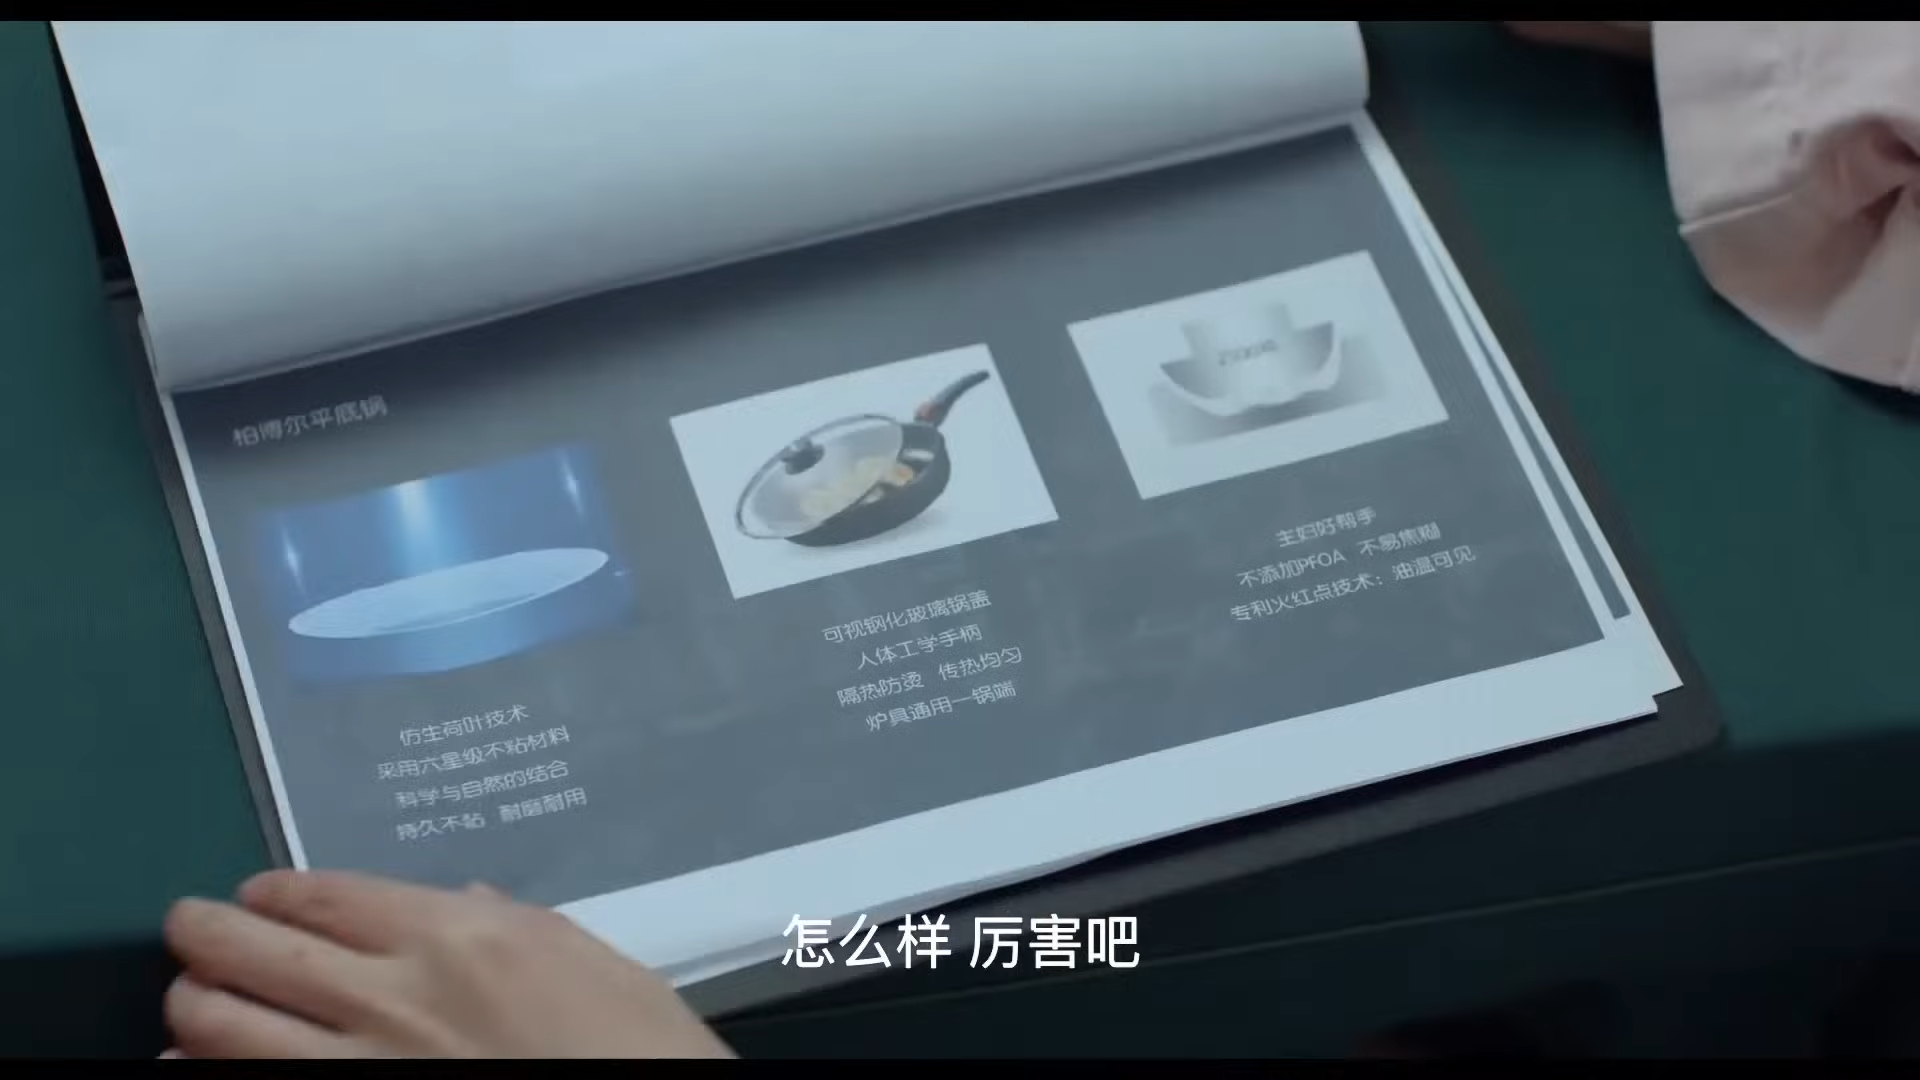 柏博尔平底锅
仿生荷叶技术
采用六星级不粘材料
科学与自然的结合
持久不粘 耐磨耐用
可视钢化玻璃锅盖
人体工学手柄
隔热防烫 传热均匀
炉具通用一锅端
主妇好帮手
不添加PFOA 不易焦糊
专利火红点技术：油温可见
怎么样 厉害吧